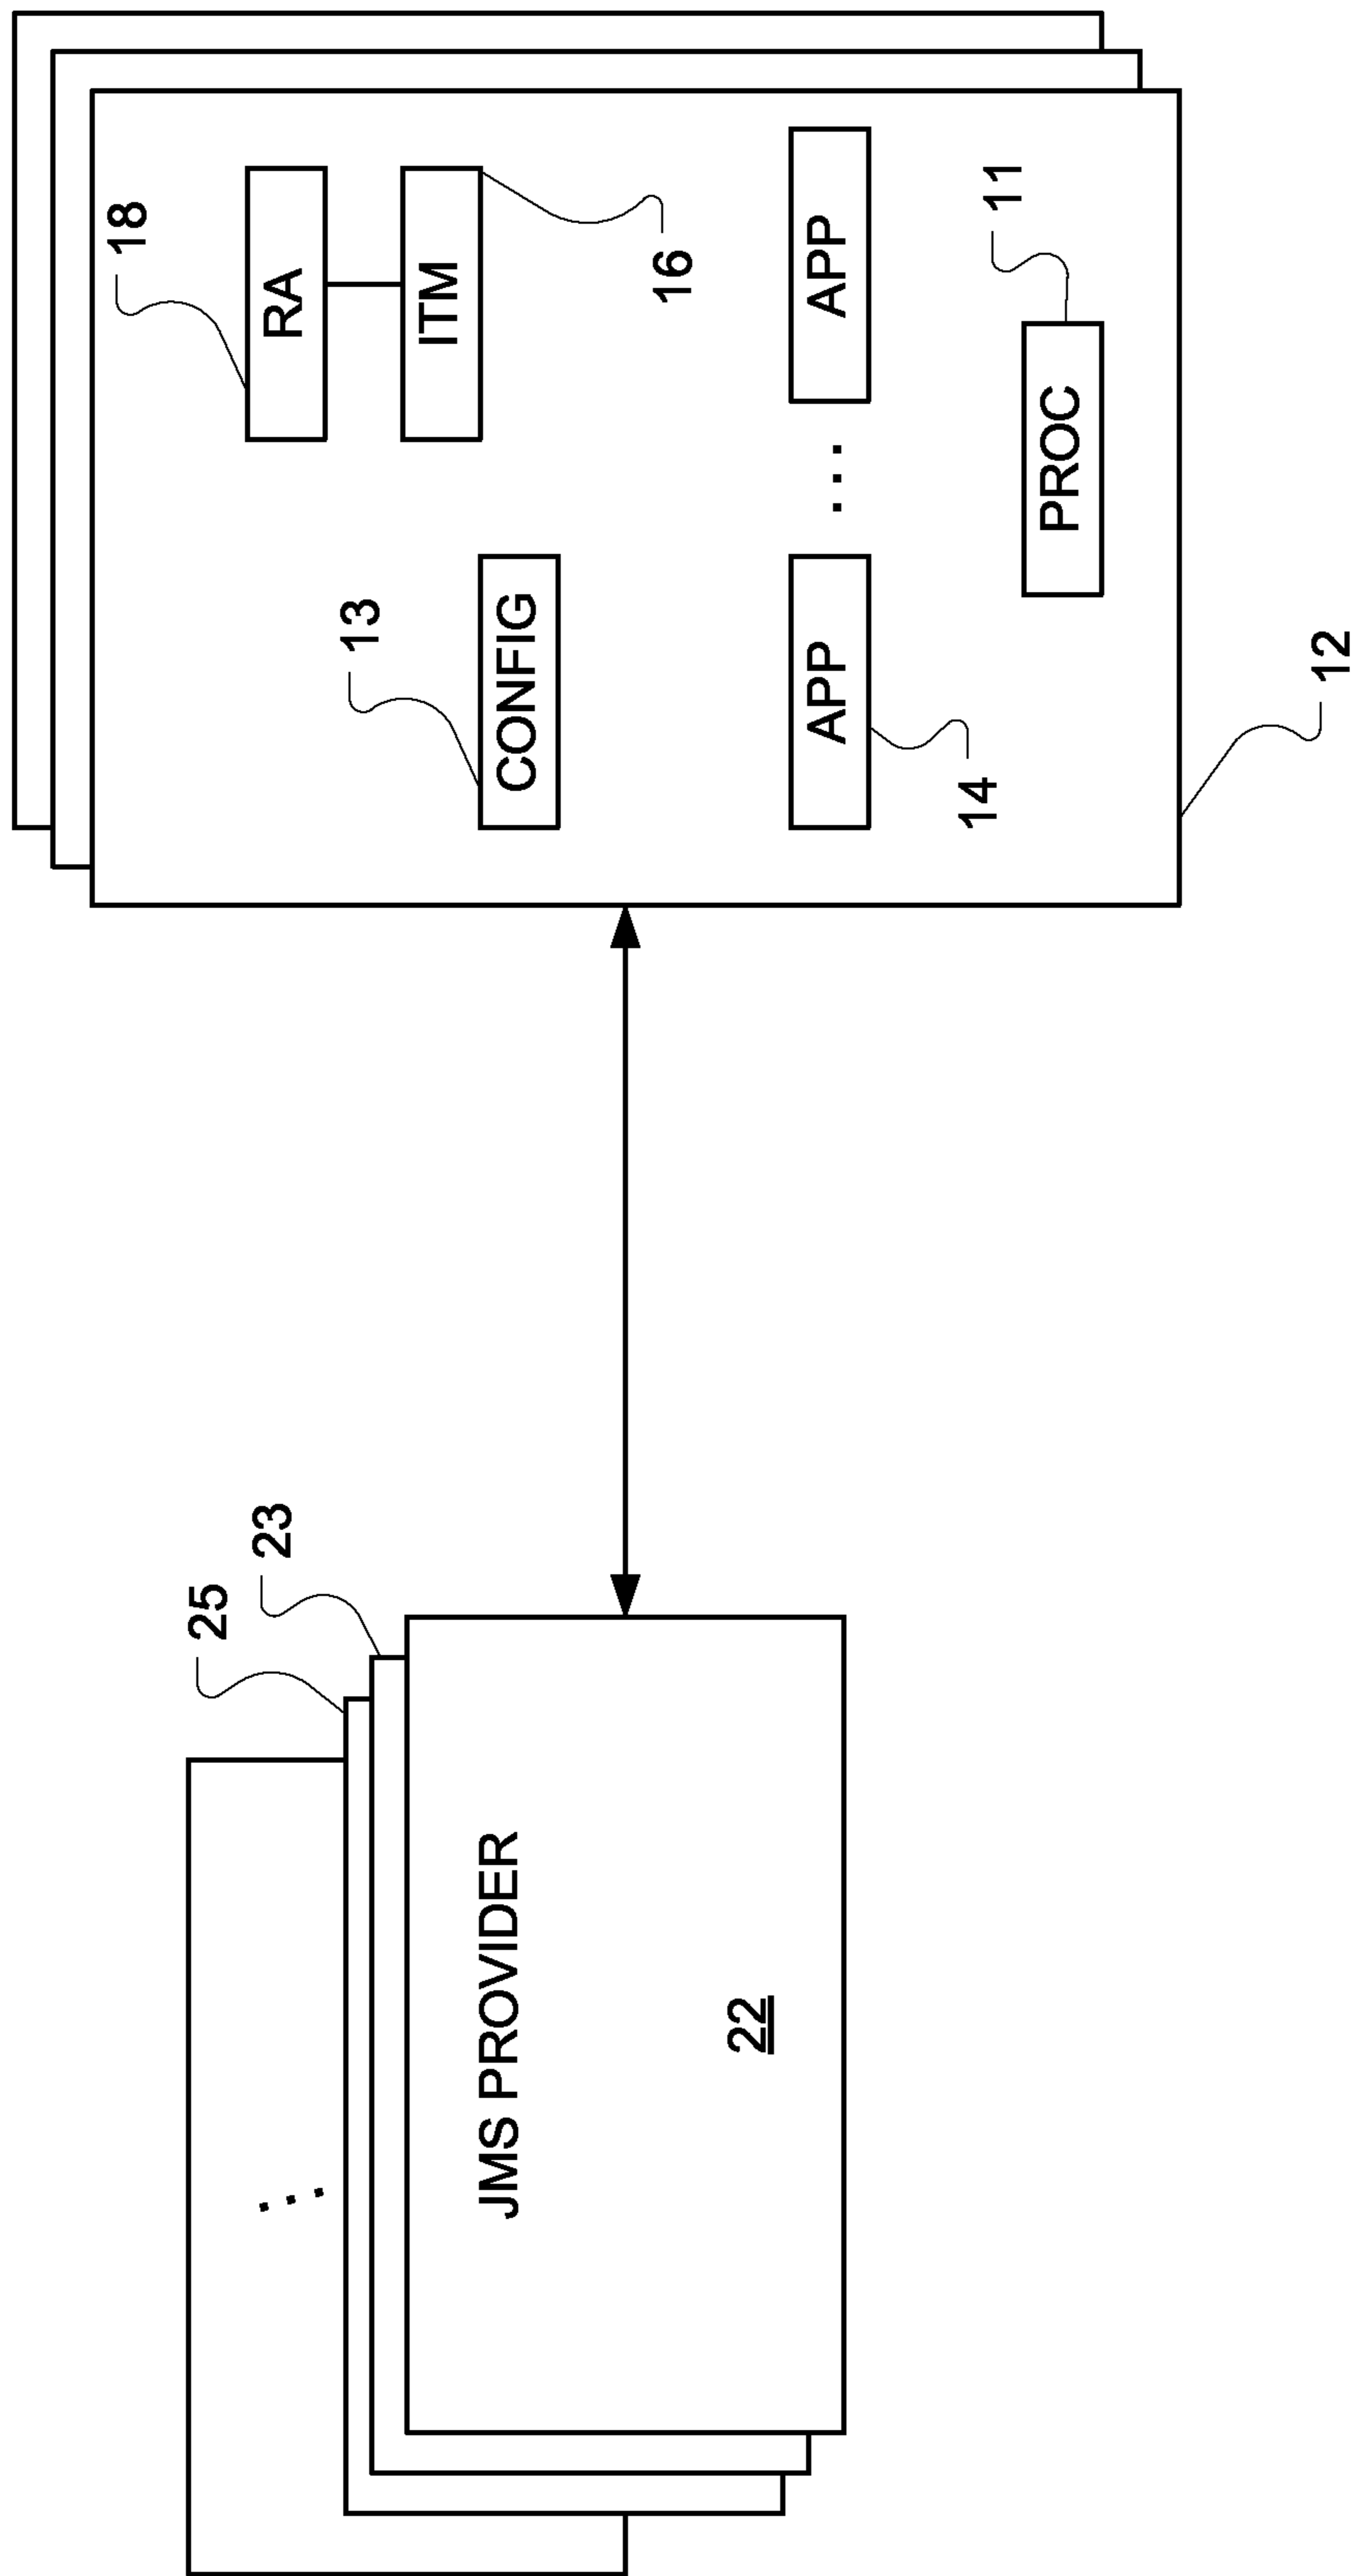 25
23
JMS PROVIDER
22
18
RA
ITM
16
13
CONFIG
APP
...
APP
14
11
PROC
12
...